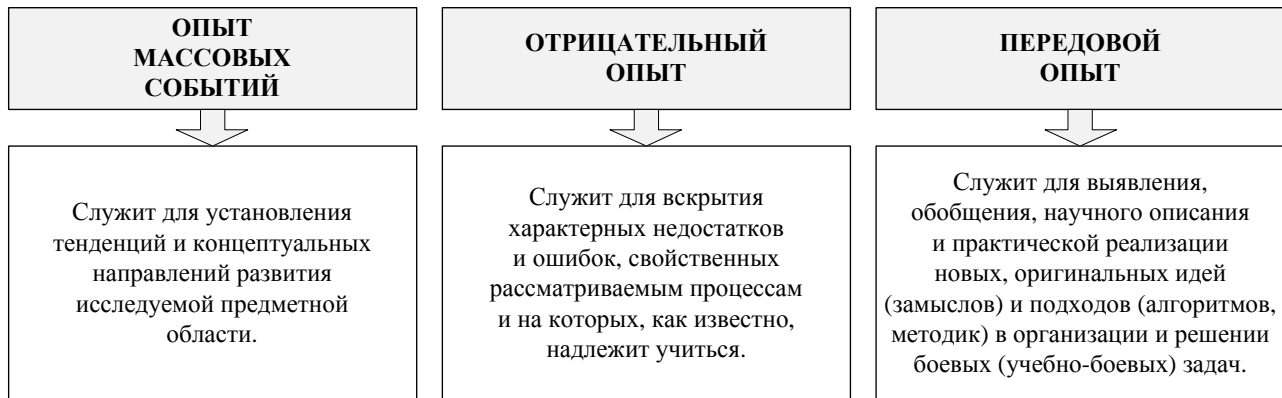 ОПЫТ
МАССОВЫХ
СОБЫТИЙ
Служит для установления
тенденций и концептуальных
направлений развития
исследуемой предметной
области.
ОТРИЦАТЕЛЬНЫЙ
ОПЫТ
Служит для вскрытия
характерных недостатков
и ошибок, свойственных
рассматриваемым процессам
и на которых, как известно,
надлежит учиться.
ПЕРЕДОВОЙ
ОПЫТ
Служит для выявления,
обобщения, научного описания
и практической реализации
новых, оригинальных идей
(замыслов) и подходов (алгоритмов,
методик) в организации и решении
боевых (учебно-боевых) задач.